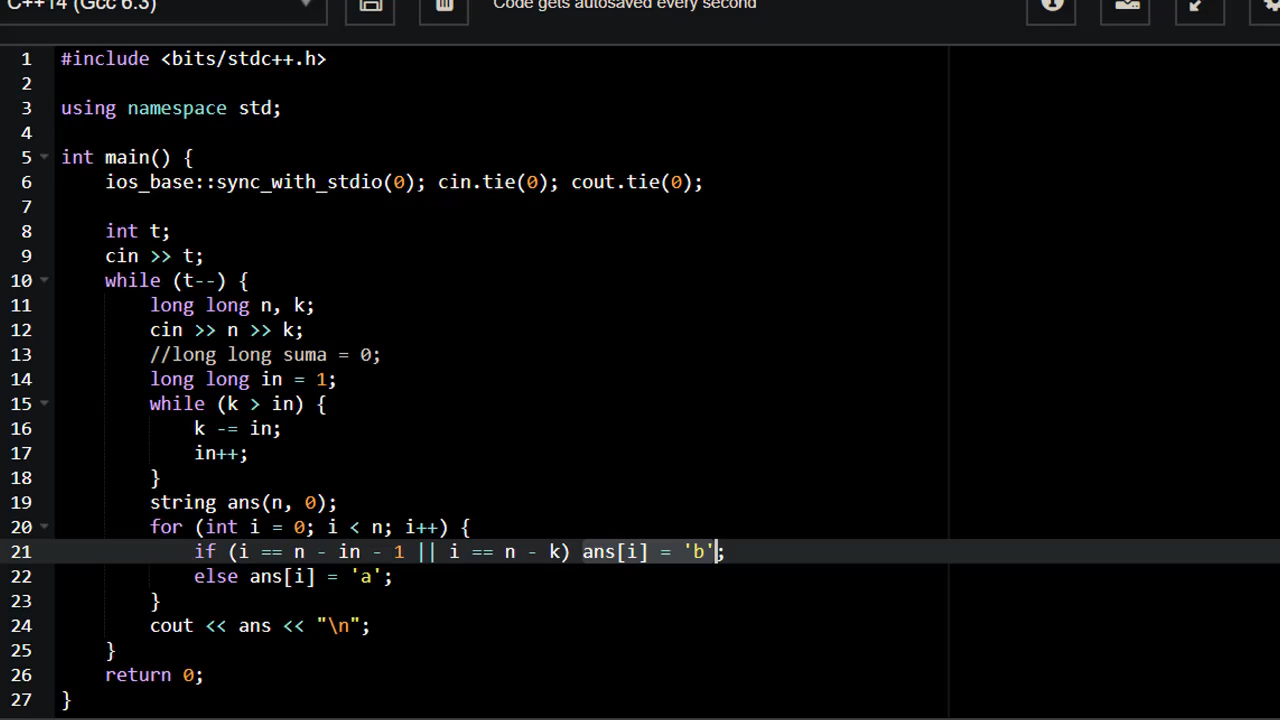 C++14 (Gcc 6.3)
Code gets autosaved every second
1 #include <bits/stdc++.h>
2
3 using namespace std;
4
5 int main() {
6 ios_base::sync_with_stdio(0); cin.tie(0); cout.tie(0);
7
8 int t;
9 cin >> t;
10 while (t--) {
11 long long n, k;
12 cin >> n >> k;
13 //long long suma = 0;
14 long long in = 1;
15 while (k > in) {
16 k -= in;
17 in++;
18 }
19 string ans(n, 0);
20 for (int i = 0; i < n; i++) {
21 if (i == n - in - 1 || i == n - k) ans[i] = 'b';
22 else ans[i] = 'a';
23 }
24 cout << ans << "\n";
25 }
26 return 0;
27 }